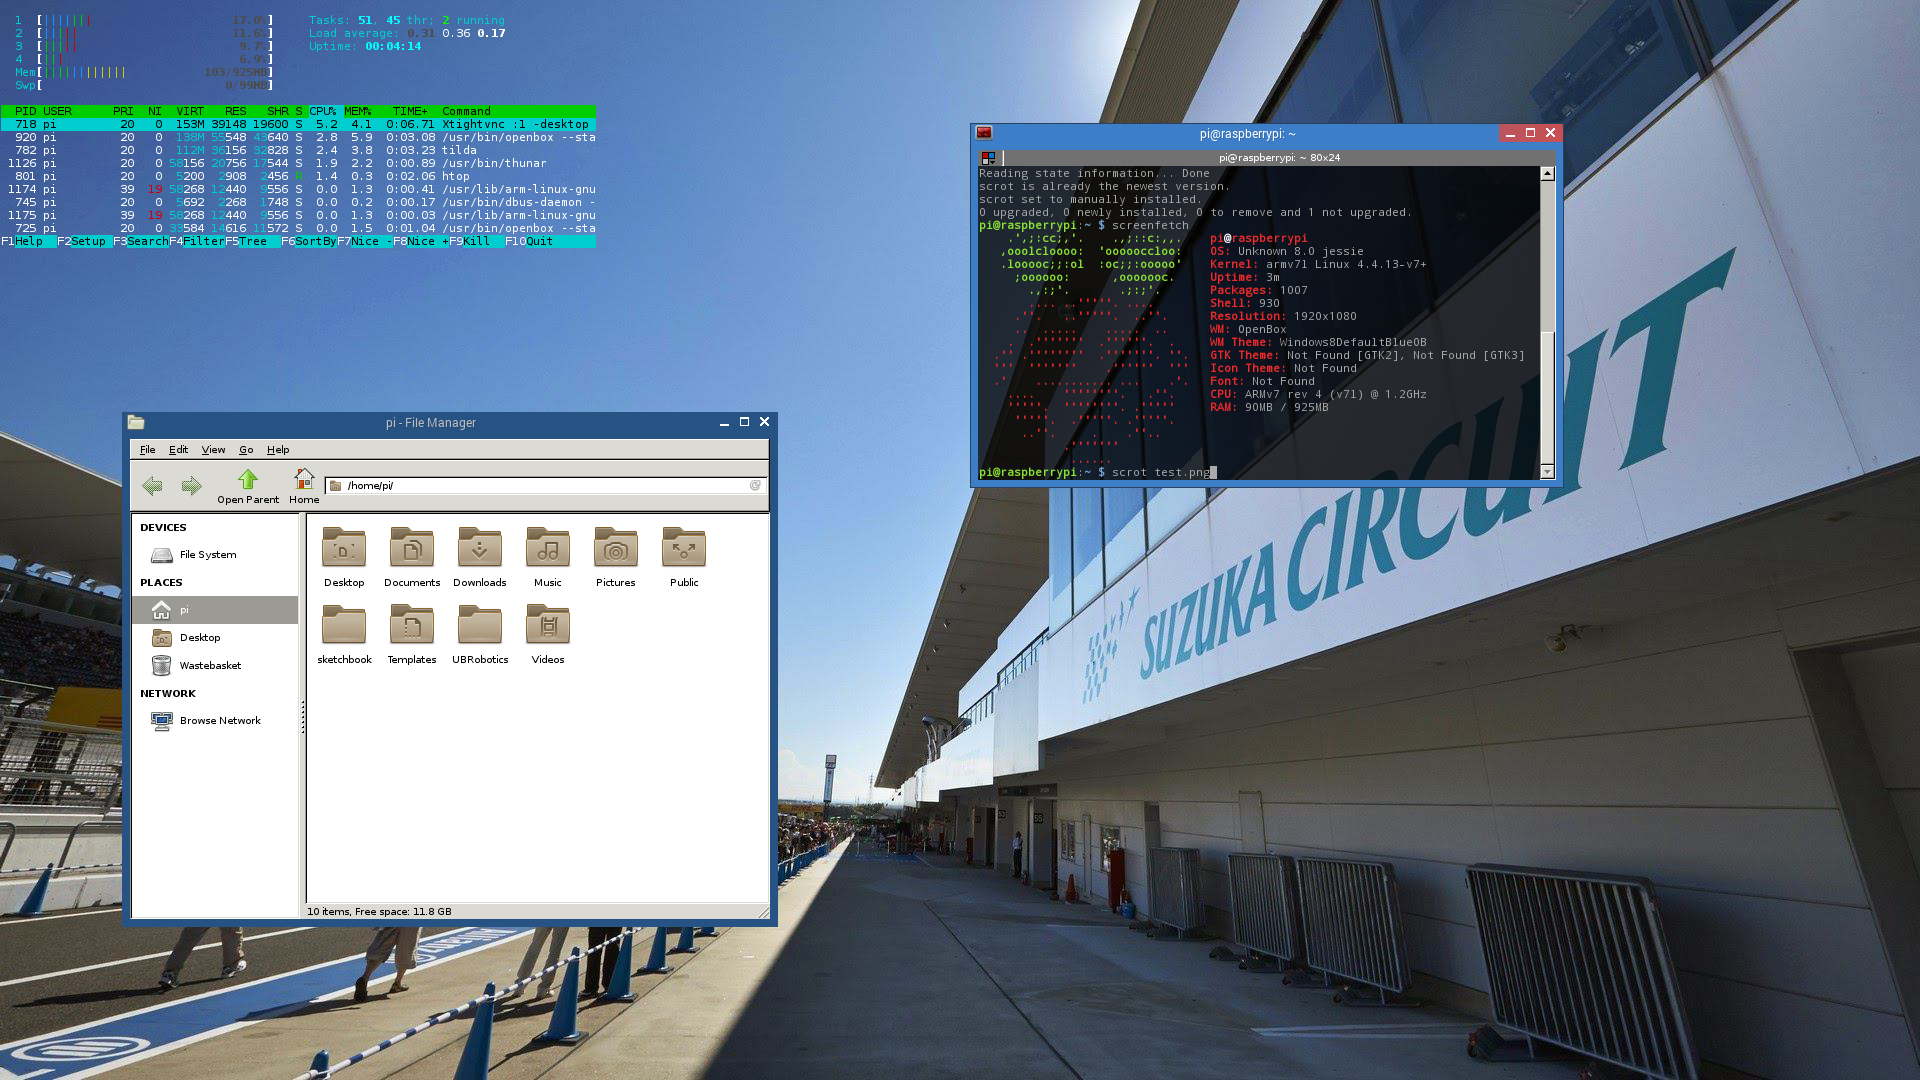 1 [||||||| 17.0%]
2 [||||| 11.6%]
3 [||||| 9.7%]
4 [||| 6.9%]
Mem[|||||||||||| 103/925MB]
Swp[ 0/99MB]
Tasks: 51, 45 thr; 2 running
Load average: 0.31 0.36 0.17
Uptime: 00:04:14
PID USER PRI NI VIRT RES SHR S CPU% MEM% TIME+ Command
718 pi 20 0 153M 39148 19600 S 5.2 4.1 0:06.71 Xtightvnc :1 -desktop
920 pi 20 0 138M 55548 43640 S 2.8 5.9 0:03.08 /usr/bin/openbox --sta
782 pi 20 0 112M 36156 32828 S 2.4 3.8 0:03.23 tilda
1126 pi 20 0 58156 20756 17544 S 1.9 2.2 0:00.89 /usr/bin/thunar
801 pi 20 0 5200 2908 2456 R 1.4 0.3 0:02.06 htop
1174 pi 39 19 58268 12440 9556 S 0.0 1.3 0:00.41 /usr/lib/arm-linux-gnu
745 pi 20 0 5692 2268 1748 S 0.0 0.2 0:00.17 /usr/bin/dbus-daemon -
1175 pi 39 19 58268 12440 9556 S 0.0 1.3 0:00.03 /usr/lib/arm-linux-gnu
725 pi 20 0 33584 14616 11572 S 0.0 1.5 0:01.04 /usr/bin/openbox --sta
F1Help F2Setup F3SearchF4FilterF5Tree F6SortByF7Nice -F8Nice +F9Kill F10Quit
pi@raspberrypi: ~
pi@raspberrypi: ~ 80x24
Reading state information... Done
scrot is already the newest version.
scrot set to manually installed.
0 upgraded, 0 newly installed, 0 to remove and 1 not upgraded.
pi@raspberrypi:~ $ screenfetch
pi@raspberrypi
OS: Unknown 8.0 jessie
Kernel: armv7l Linux 4.4.13-v7+
Uptime: 3m
Packages: 1007
Shell: 930
Resolution: 1920x1080
WM: OpenBox
WM Theme: Windows8DefaultBlueOB
GTK Theme: Not Found [GTK2], Not Found [GTK3]
Icon Theme: Not Found
Font: Not Found
CPU: ARMv7 rev 4 (v7l) @ 1.2GHz
RAM: 90MB / 925MB
pi@raspberrypi:~ $ scrot test.png
pi - File Manager
File Edit View Go Help
Open Parent Home /home/pi/
DEVICES
File System
PLACES
pi
Desktop
Wastebasket
NETWORK
Browse Network
Desktop Documents Downloads Music Pictures Public
sketchbook Templates UBRobotics Videos
10 items, Free space: 11.8 GB
SUZUKA CIRCUIT